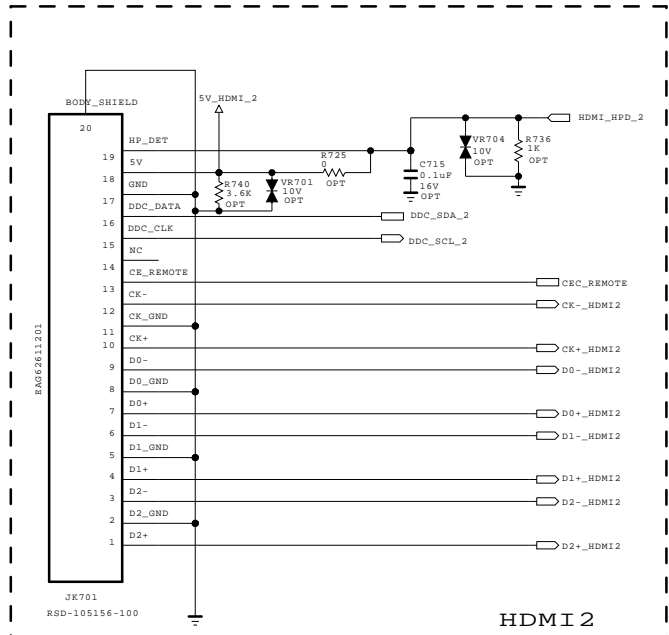 BODY_SHIELD
20
5V_HDMI_2
HDMI_HPD_2
19
HP_DET
18
5V
R725
0
OPT
C715
0.1uF
16V
OPT
VR704
10V
OPT
R736
1K
OPT
R740
3.6K
OPT
VR701
10V
OPT
17
GND
16
DDC_DATA
DDC_SDA_2
15
DDC_CLK
DDC_SCL_2
14
NC
13
CE_REMOTE
CEC_REMOTE
12
CK-
CK-_HDMI2
11
CK_GND
10
CK+
CK+_HDMI2
9
D0-
D0-_HDMI2
8
D0_GND
7
D0+
D0+_HDMI2
6
D1-
D1-_HDMI2
5
D1_GND
4
D1+
D1+_HDMI2
3
D2-
D2-_HDMI2
2
D2_GND
1
D2+
D2+_HDMI2
EAG62611201
JK701
RSD-105156-100
HDMI2